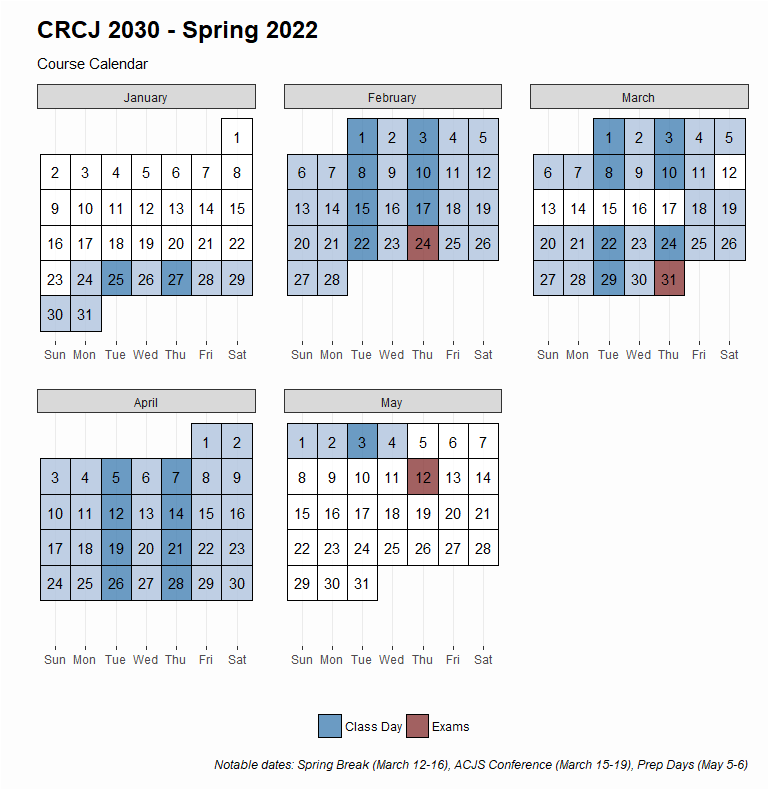 CRCJ 2030 - Spring 2022
Course Calendar
January February March
1 1 2 3 4 5 1 2 3 4 5
2 3 4 5 6 7 8 6 7 8 9 10 11 12 6 7 8 9 10 11 12
9 10 11 12 13 14 15 13 14 15 16 17 18 19 13 14 15 16 17 18 19
16 17 18 19 20 21 22 20 21 22 23 24 25 26 20 21 22 23 24 25 26
23 24 25 26 27 28 29 27 28 27 28 29 30 31
30 31
Sun Mon Tue Wed Thu Fri Sat Sun Mon Tue Wed Thu Fri Sat Sun Mon Tue Wed Thu Fri Sat
April May
1 2 1 2 3 4 5 6 7
3 4 5 6 7 8 9 8 9 10 11 12 13 14
10 11 12 13 14 15 16 15 16 17 18 19 20 21
17 18 19 20 21 22 23 22 23 24 25 26 27 28
24 25 26 27 28 29 30 29 30 31
Sun Mon Tue Wed Thu Fri Sat Sun Mon Tue Wed Thu Fri Sat
Class Day Exams
Notable dates: Spring Break (March 12-16), ACJS Conference (March 15-19), Prep Days (May 5-6)